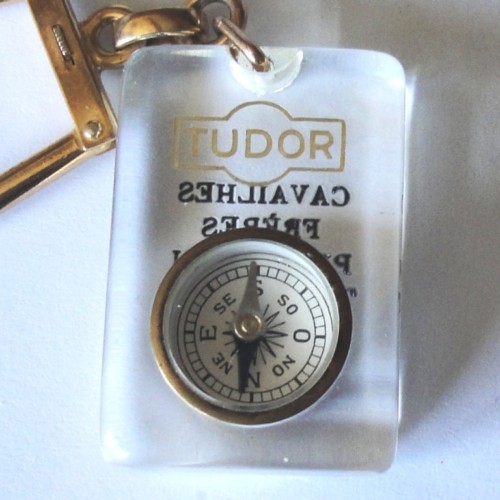 TUDOR
CAVAILHES
FRÈRES
S
SE
SO
E
O
NE
NO
N